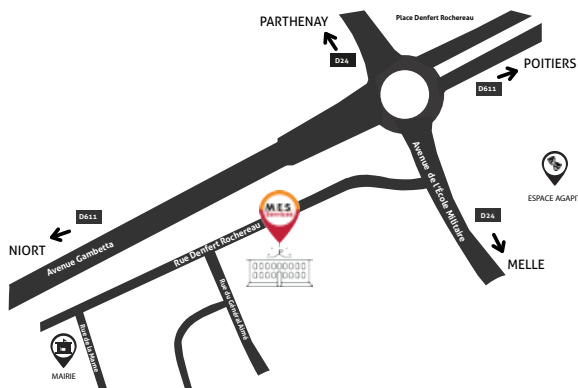 PARTHENAY
Place Denfert Rochereau
D24
POITIERS
D611
Avenue de l'École Militaire
ESPACE AGAPI
D611
NIORT
Avenue Gambetta
MES
Services
Rue Denfert Rochereau
D24
MELLE
Rue du Général Aimé
Rue de la Marne
MAIRIE